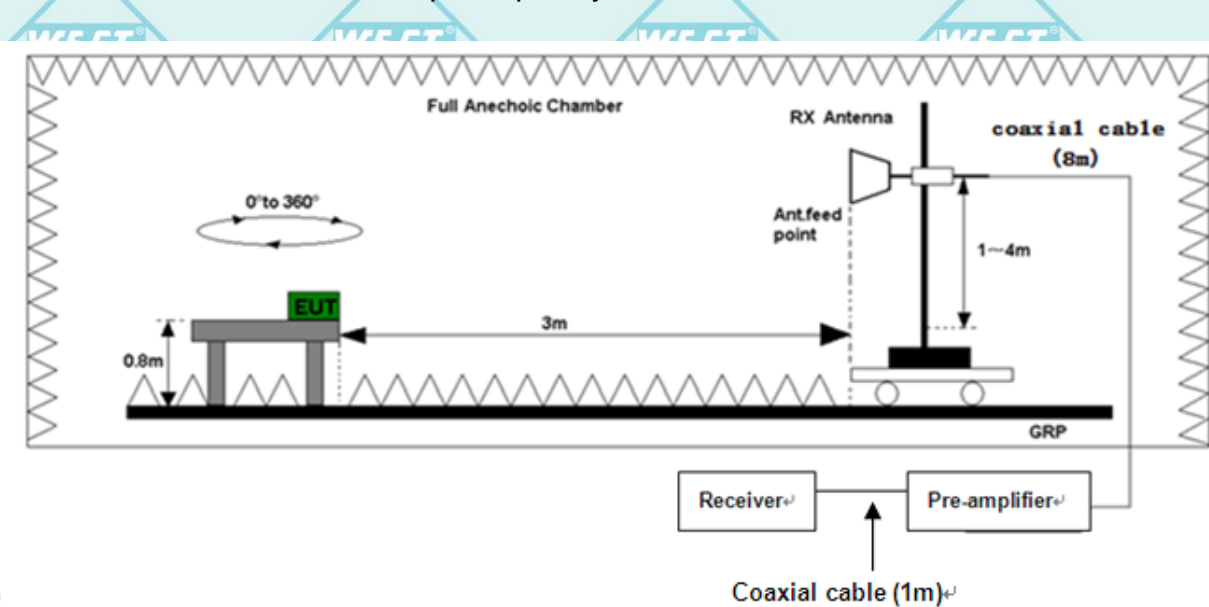 Full Anechoic Chamber
RX Antenna
coaxial cable
(8m)
0°to 360°
Ant.feed
point
1~4m
EUT
3m
0.8m
GRP
Receiver↵
Pre-amplifier↵
Coaxial cable (1m)↵